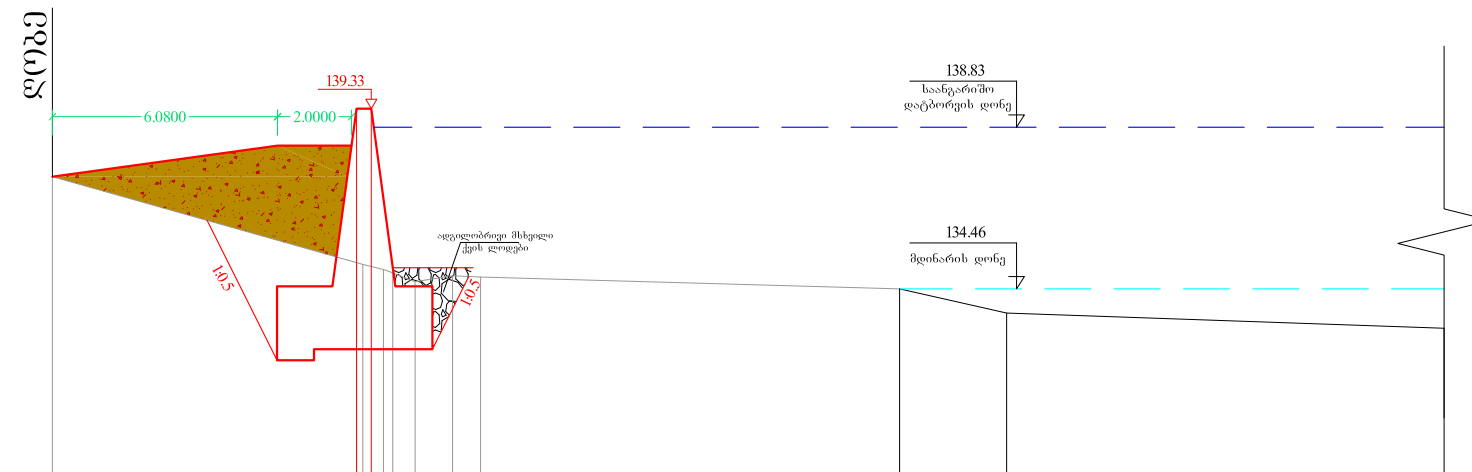 ღობე
139.33
6.0800
2.0000
138.83
საანგარიშო
დატბორვის დონე
ადგილობრივი მსხვილი
ქვის ლოდები
134.46
მდინარის დონე
1:0.5
1:0.5